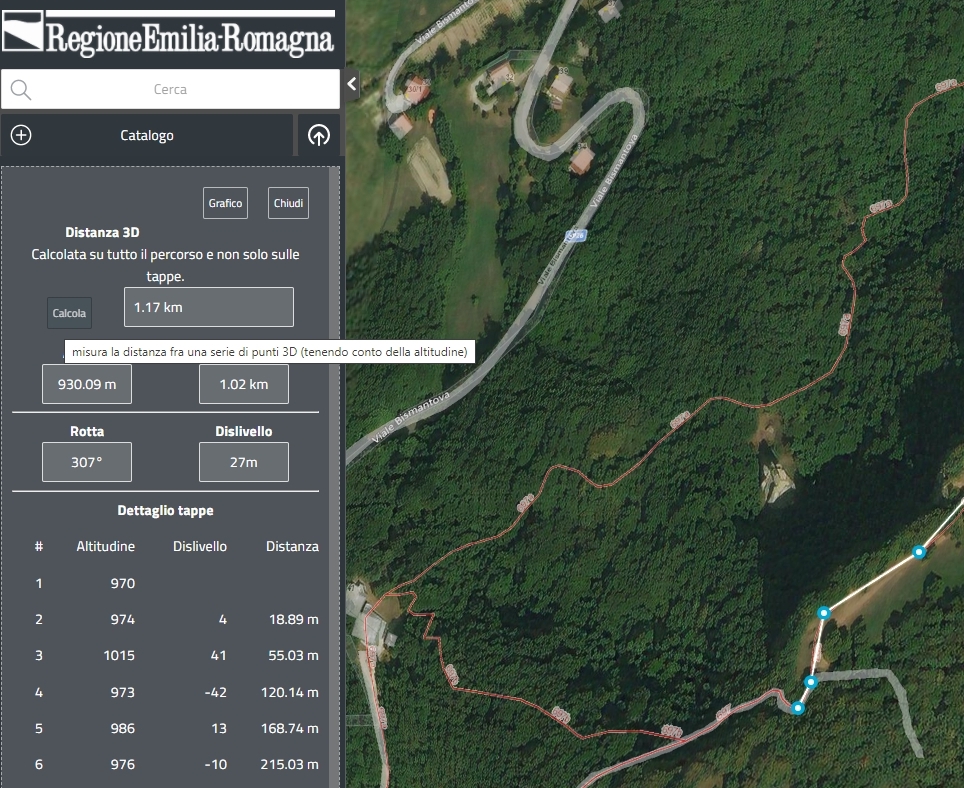 RegioneEmilia-Romagna
Cerca
Catalogo
Grafico
Chiudi
Distanza 3D
Calcolata su tutto il percorso e non solo sulle
tappe.
Calcola
1.17 km
misura la distanza fra una serie di punti 3D (tenendo conto della altitudine)
930.09 m
1.02 km
Rotta
Dislivello
307°
27m
Dettaglio tappe
# Altitudine Dislivello Distanza
1 970
2 974 4 18.89 m
3 1015 41 55.03 m
4 973 -42 120.14 m
5 986 13 168.74 m
6 976 -10 215.03 m
Viale Bismantova
Viale Bismantova
Viale Bismantova